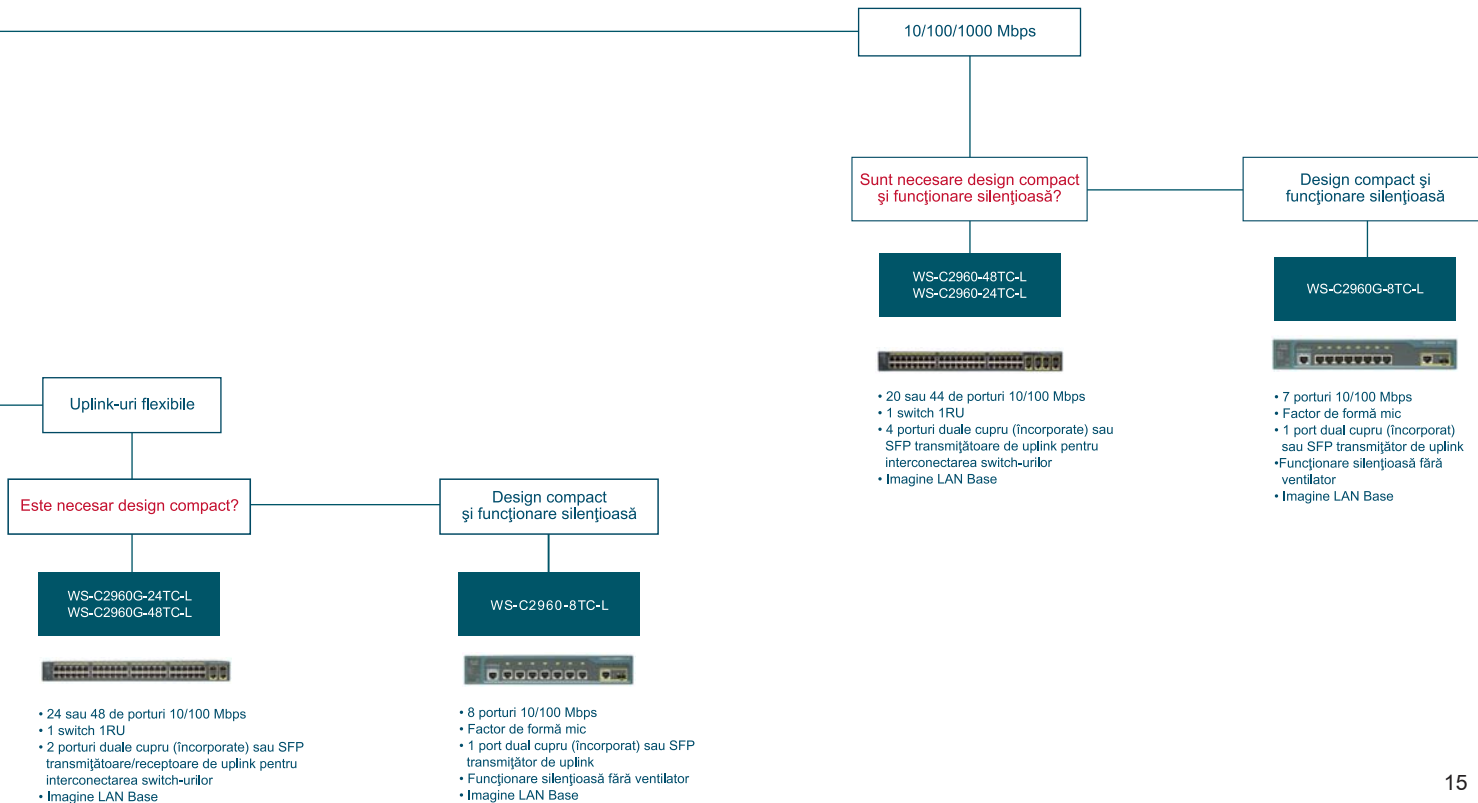 10/100/1000 Mbps
Sunt necesare design compact
şi funcţionare silenţioasă?
Design compact şi
funcţionare silenţioasă
WS-C2960-48TC-L
WS-C2960-24TC-L
WS-C2960G-8TC-L
• 20 sau 44 de porturi 10/100 Mbps
• 1 switch 1RU
• 4 porturi duale cupru (încorporate) sau
SFP transmiţătoare de uplink pentru
interconectarea switch-urilor
• Imagine LAN Base
• 7 porturi 10/100 Mbps
• Factor de formă mic
• 1 port dual cupru (încorporat)
sau SFP transmiţător de uplink
•Funcţionare silenţioasă fără
ventilator
• Imagine LAN Base
Uplink-uri flexibile
Este necesar design compact?
Design compact
şi funcţionare silenţioasă
WS-C2960G-24TC-L
WS-C2960G-48TC-L
WS-C2960-8TC-L
• 24 sau 48 de porturi 10/100 Mbps
• 1 switch 1RU
• 2 porturi duale cupru (încorporate) sau SFP
transmiţătoare/receptoare de uplink pentru
interconectarea switch-urilor
• Imagine LAN Base
• 8 porturi 10/100 Mbps
• Factor de formă mic
• 1 port dual cupru (încorporat) sau SFP
transmiţător de uplink
• Funcţionare silenţioasă fără ventilator
• Imagine LAN Base
15